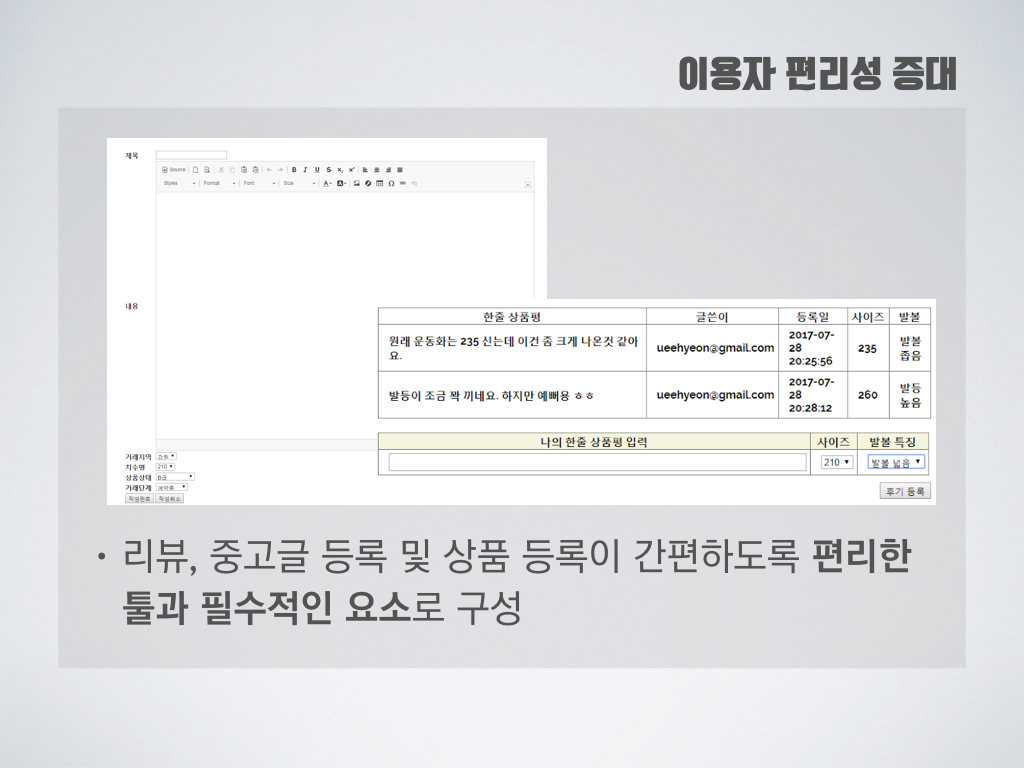 이용자 편리성 증대
제목
Source B I U S x₂ x²
Styles Format Font Size A A Ω
내용
한줄 상품평 글쓴이 등록일 사이즈 발볼
원래 운동화는 235 신는데 이건 좀 크게 나온것 같아
요.
ueehyeon@gmail.com
2017-07-
28
20:25:56
235
발볼
좁음
발등이 조금 꽉 끼네요. 하지만 예뻐용 ㅎㅎ
ueehyeon@gmail.com
2017-07-
28
20:28:12
260
발등
높음
나의 한줄 상품평 입력 사이즈 발볼 특징
210 발볼 넓음
후기 등록
거래지역 강원
치수명 210
상품상태 B급
거래단계 예약중
작성완료 작성취소
• 리뷰, 중고글 등록 및 상품 등록이 간편하도록 편리한
툴과 필수적인 요소로 구성